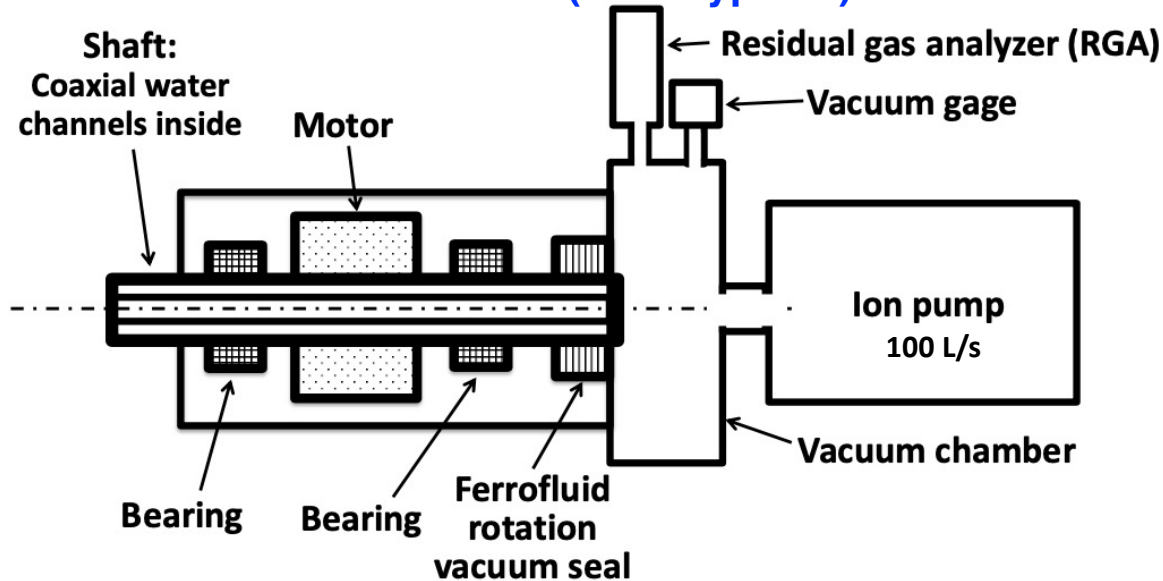 Residual gas analyzer (RGA)
Shaft:
Coaxial water
channels inside
Motor
Vacuum gage
Ion pump
100 L/s
Vacuum chamber
Bearing
Bearing
Ferrofluid
rotation
vacuum seal